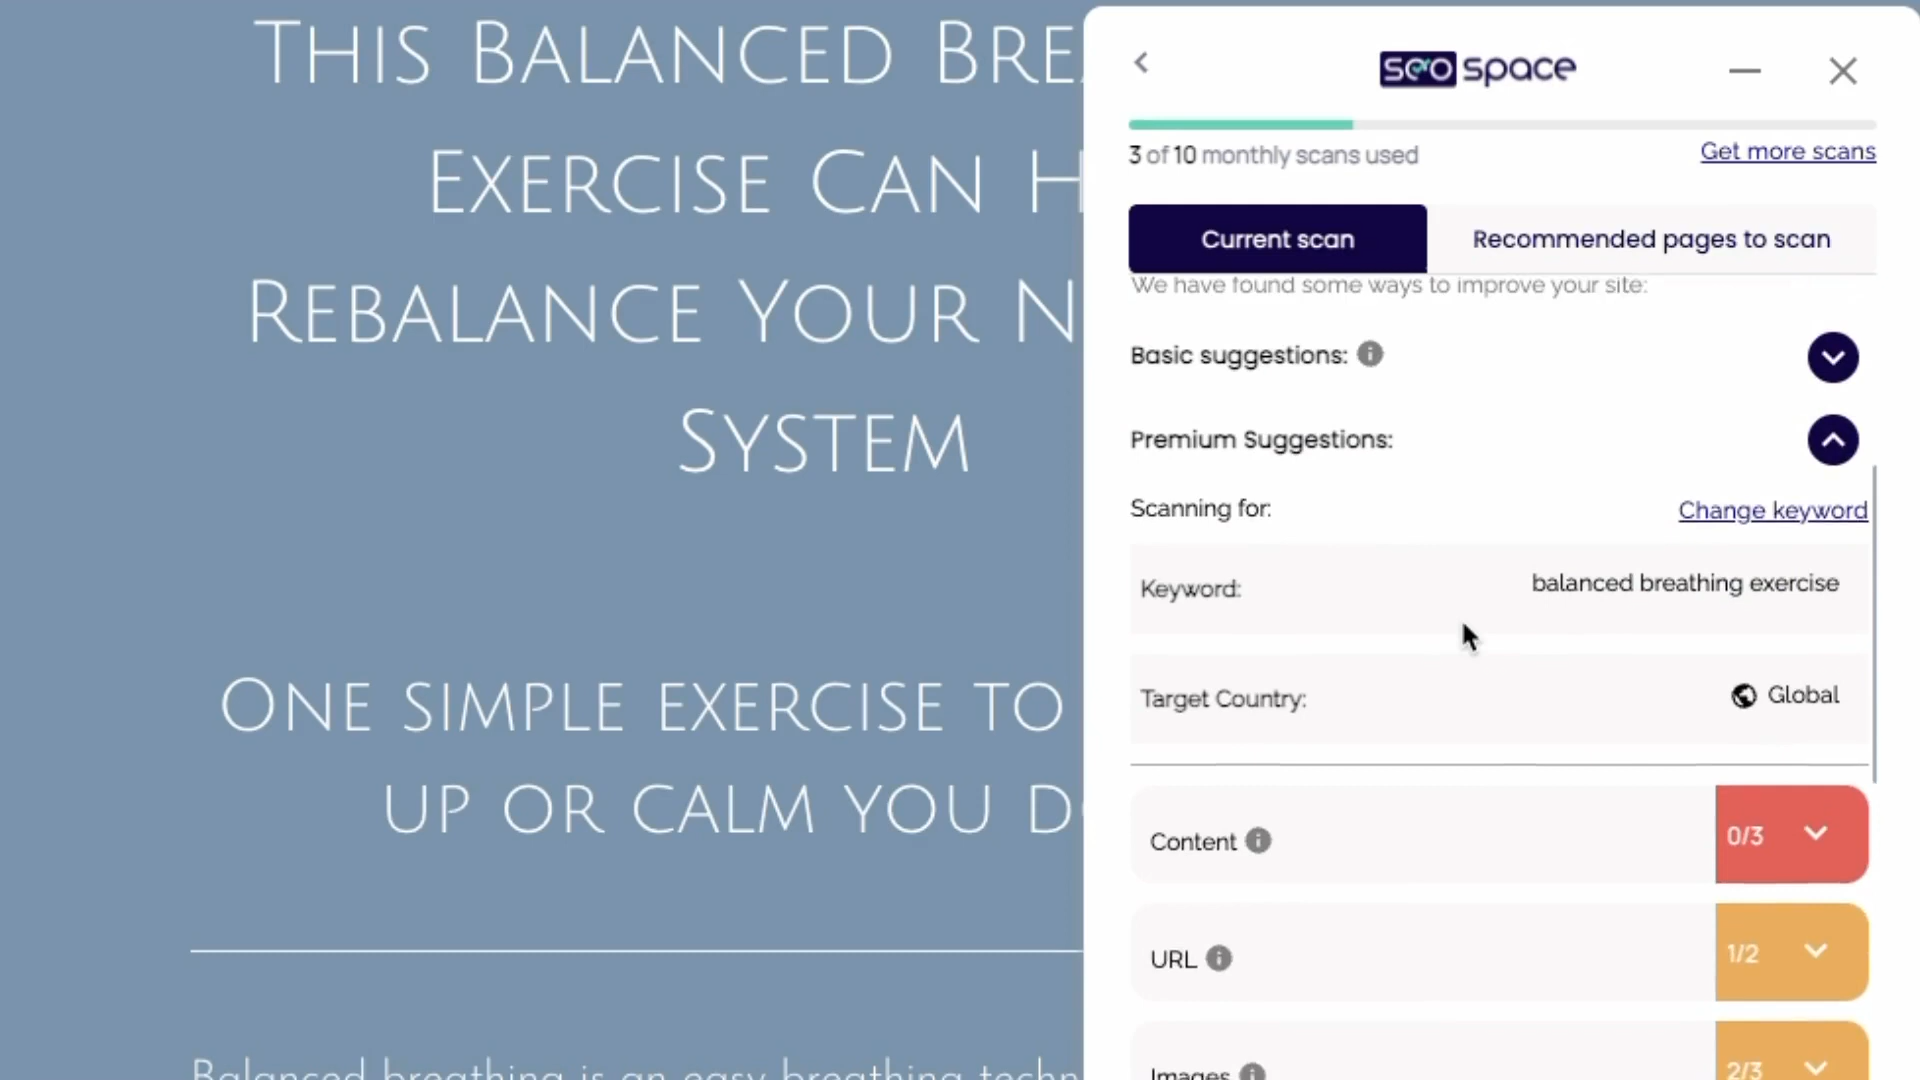 THIS BALANCED BREA
EXERCISE CAN H
REBALANCE YOUR N
SYSTEM
ONE SIMPLE EXERCISE TO
UP OR CALM YOU DO
Balanced breathing is an easy breathing techn
seo space
3 of 10 monthly scans used
Get more scans
Current scan
Recommended pages to scan
We have found some ways to improve your site:
Basic suggestions:
Premium Suggestions:
Scanning for:
Change keyword
Keyword:
balanced breathing exercise
Target Country:
Global
Content
0/3
URL
1/2
Images
2/3